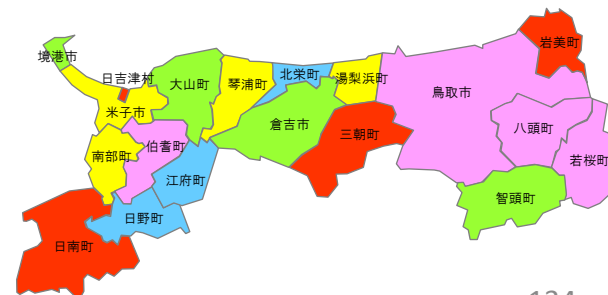 岩美町
境港市
日吉津村
大山町
琴浦町
北栄町
湯梨浜町
鳥取市
米子市
倉吉市
三朝町
八頭町
南部町
伯耆町
若桜町
江府町
智頭町
日野町
日南町